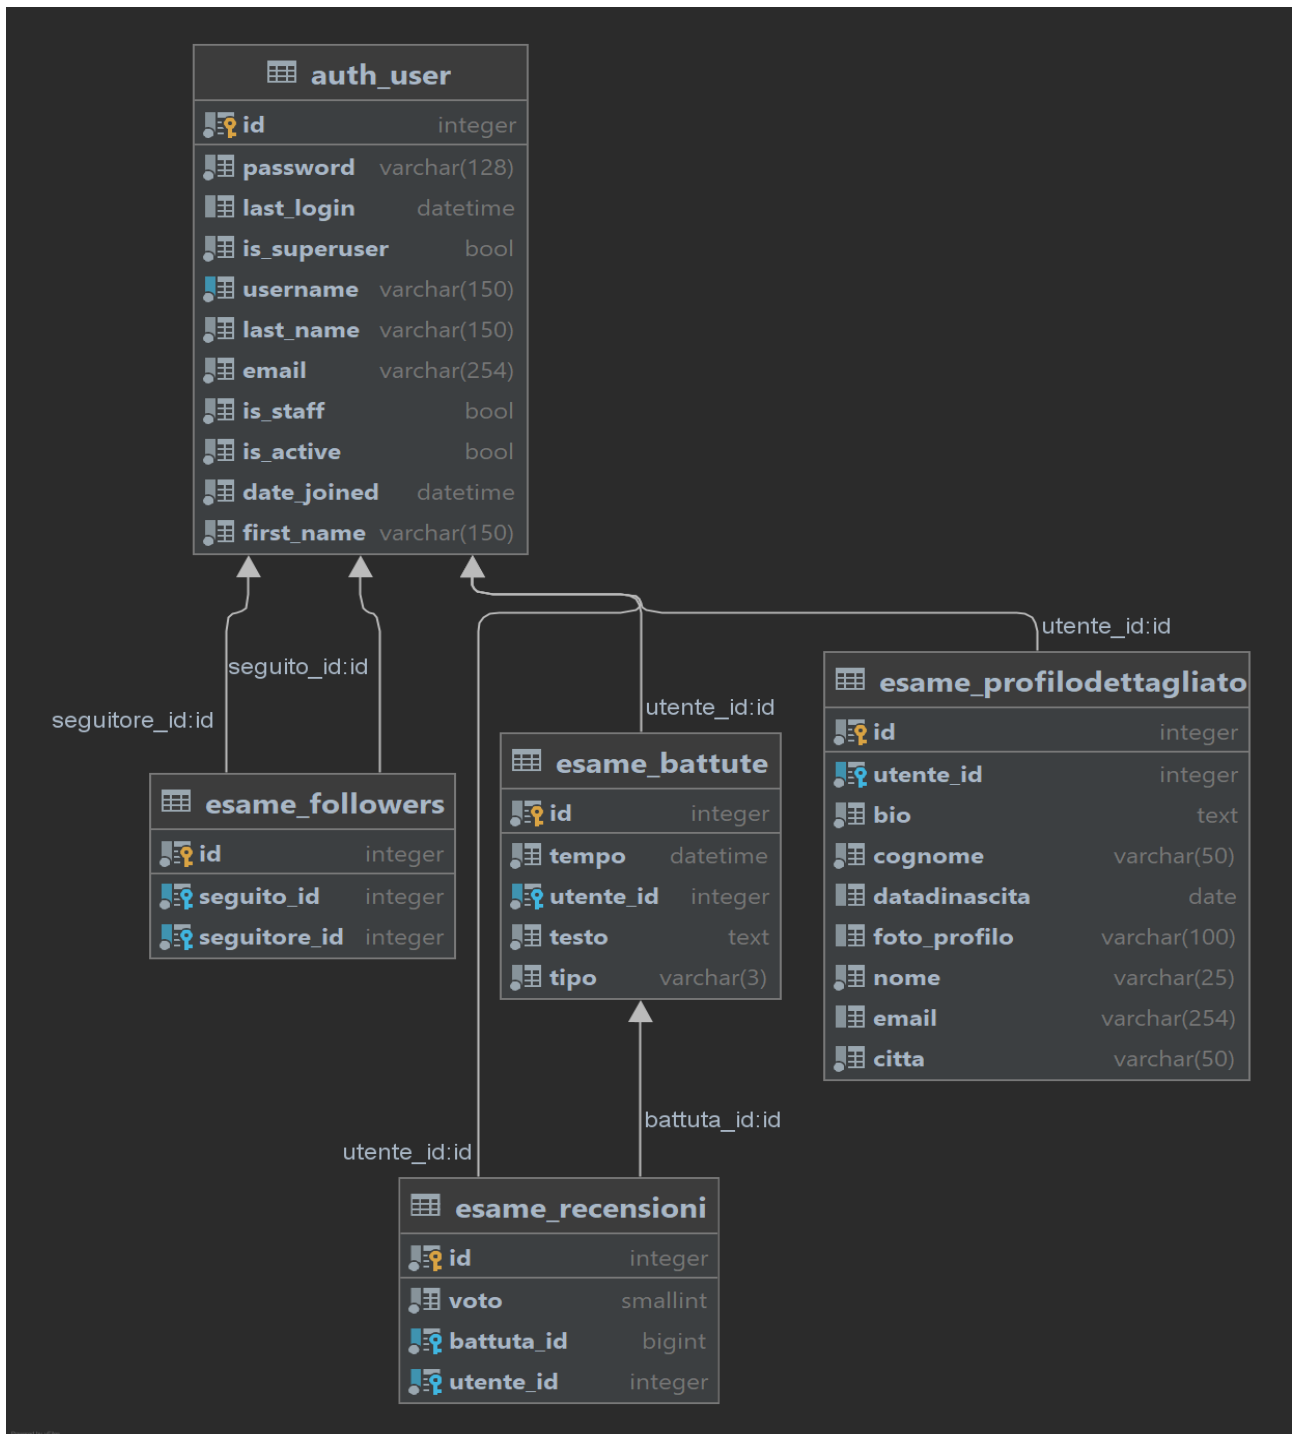 auth_user
id integer
password varchar(128)
last_login datetime
is_superuser bool
username varchar(150)
last_name varchar(150)
email varchar(254)
is_staff bool
is_active bool
date_joined datetime
first_name varchar(150)
utente_id:id
seguito_id:id
seguitore_id:id
utente_id:id
esame_profilodettagliato
id integer
utente_id integer
bio text
cognome varchar(50)
datadinascita date
foto_profilo varchar(100)
nome varchar(25)
email varchar(254)
citta varchar(50)
esame_battute
id integer
tempo datetime
utente_id integer
testo text
tipo varchar(3)
esame_followers
id integer
seguito_id integer
seguitore_id integer
battuta_id:id
utente_id:id
esame_recensioni
id integer
voto smallint
battuta_id bigint
utente_id integer